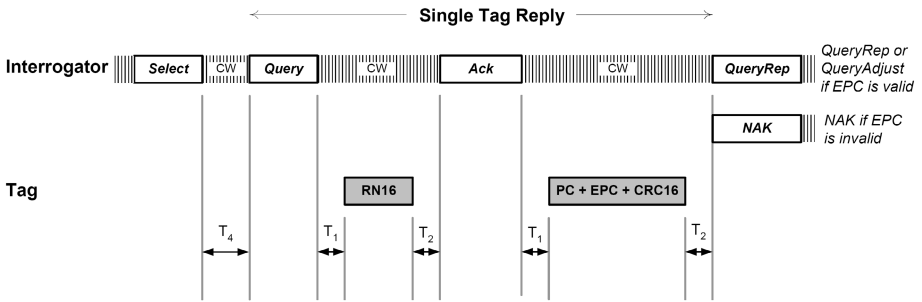 Single Tag Reply
Interrogator
Select
CW
Query
CW
Ack
CW
QueryRep
QueryRep or
QueryAdjust
if EPC is valid
NAK
NAK if EPC
is invalid
Tag
RN16
PC + EPC + CRC16
T4
T1
T2
T1
T2